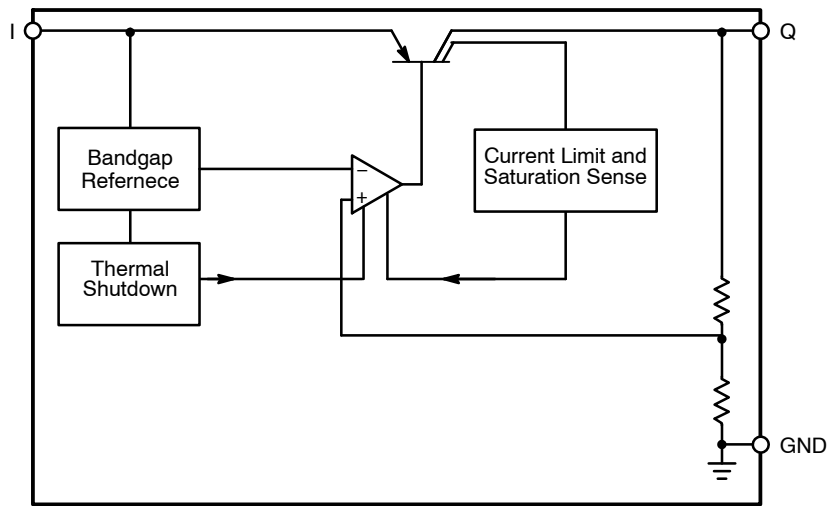 I
Q
Bandgap
Refernece
−
+
Current Limit and
Saturation Sense
Thermal
Shutdown
GND